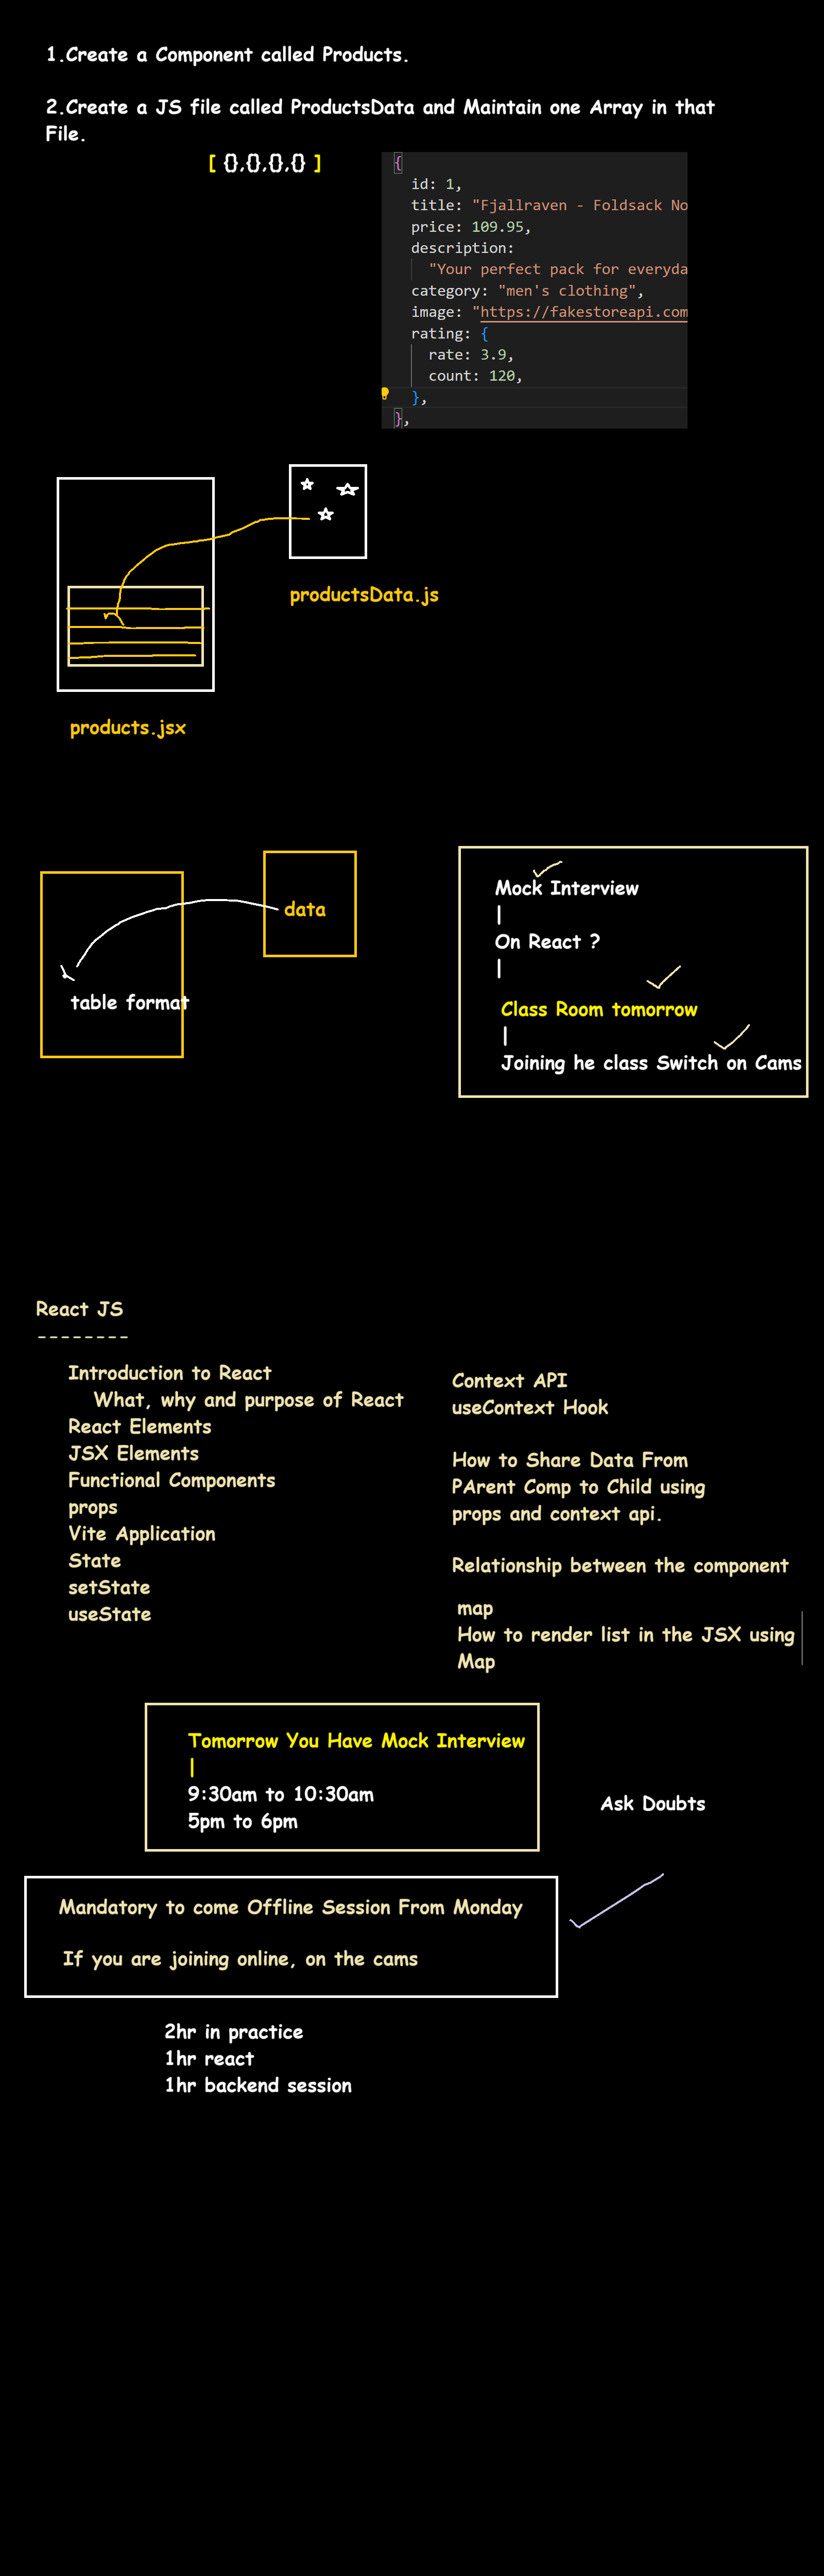 1.Create a Component called Products.
2.Create a JS file called ProductsData and Maintain one Array in that
File.
[ {},{},{},{} ]
{
id: 1,
title: "Fjallraven - Foldsack No
price: 109.95,
description:
"Your perfect pack for everyda
category: "men's clothing",
image: "https://fakestoreapi.com
rating: {
rate: 3.9,
count: 120,
},
},
productsData.js
products.jsx
data
table format
Mock Interview
|
On React ?
|
Class Room tomorrow
|
Joining he class Switch on Cams
React JS
--------
Introduction to React
What, why and purpose of React
React Elements
JSX Elements
Functional Components
props
Vite Application
State
setState
useState
Context API
useContext Hook
How to Share Data From
PArent Comp to Child using
props and context api.
Relationship between the component
map
How to render list in the JSX using
Map
Tomorrow You Have Mock Interview
|
9:30am to 10:30am
5pm to 6pm
Ask Doubts
Mandatory to come Offline Session From Monday
If you are joining online, on the cams
2hr in practice
1hr react
1hr backend session